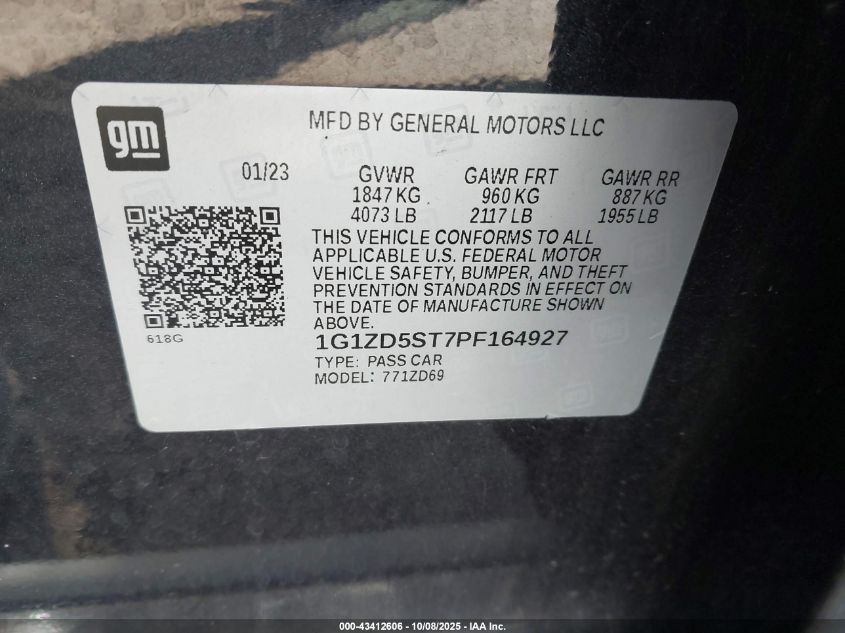 gm
MFD BY GENERAL MOTORS LLC
01/23 GVWR GAWR FRT GAWR RR
1847 KG 960 KG 887 KG
4073 LB 2117 LB 1955 LB
THIS VEHICLE CONFORMS TO ALL
APPLICABLE U.S. FEDERAL MOTOR
VEHICLE SAFETY, BUMPER, AND THEFT
PREVENTION STANDARDS IN EFFECT ON
THE DATE OF MANUFACTURE SHOWN
ABOVE.
618G
1G1ZD5ST7PF164927
TYPE: PASS CAR
MODEL: 771ZD69
000-43412606 - 10/08/2025 - IAA Inc.